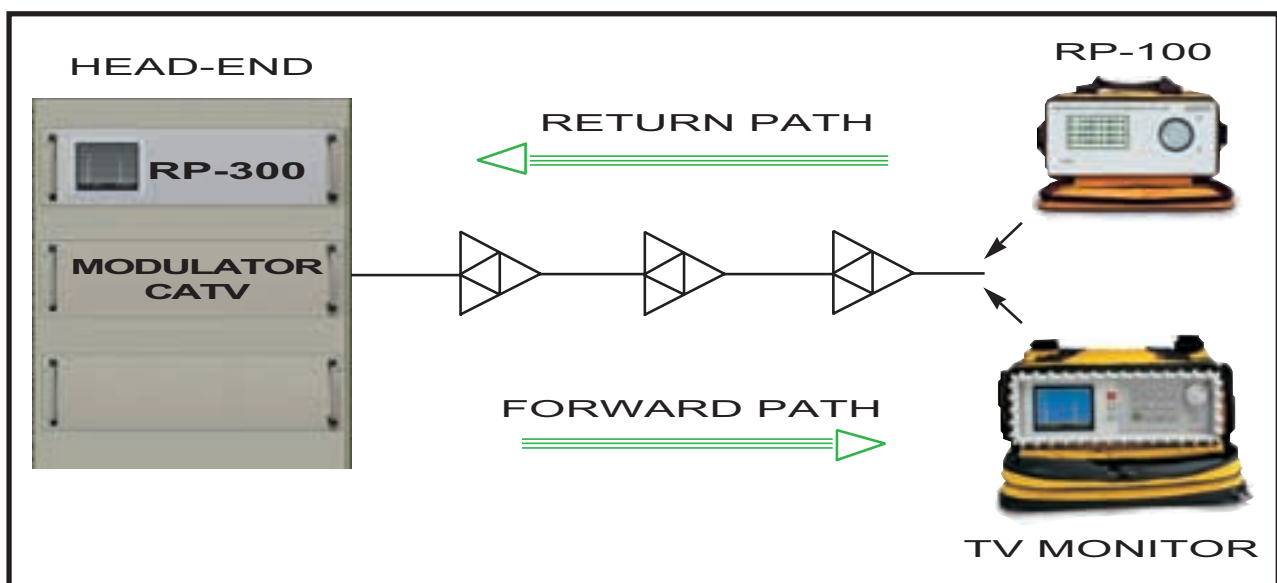 HEAD-END
RP-100
RETURN PATH
RP-300
MODULATOR
CATV
FORWARD PATH
TV MONITOR